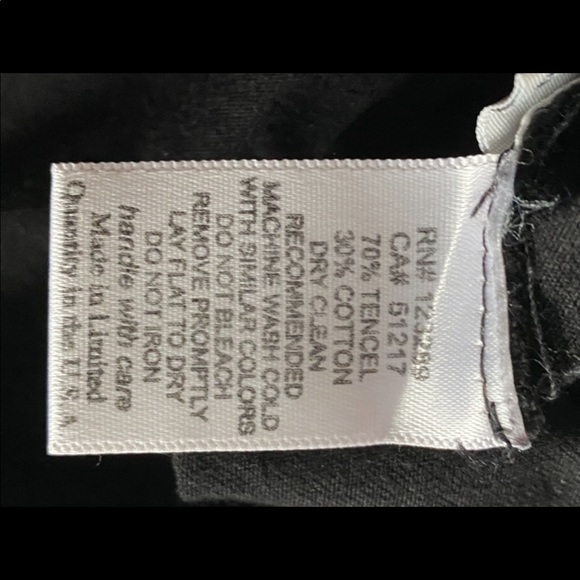 RN# 123289
CA# 51217
70% TENCEL
30% COTTON
DRY CLEAN
RECOMMENDED
MACHINE WASH COLD
WITH SIMILAR COLORS
DO NOT BLEACH
REMOVE PROMPTLY
LAY FLAT TO DRY
DO NOT IRON
handle with care
Made in Limited
Quantity in the U.S.A.